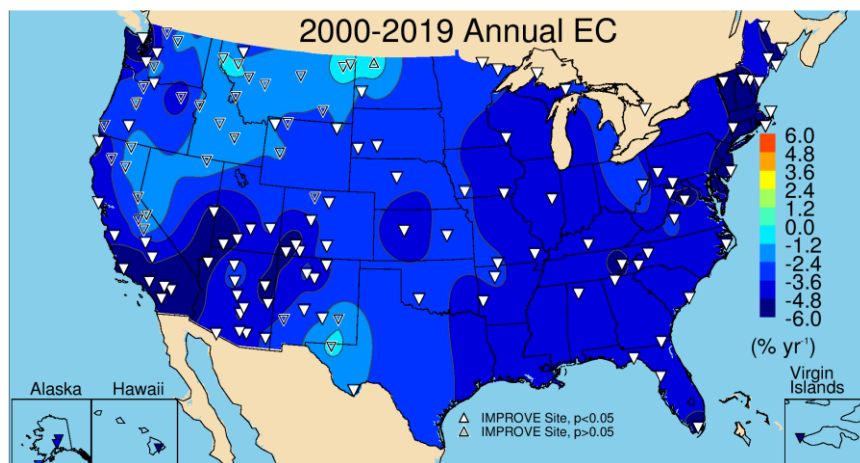 2000-2019 Annual EC
6.0
4.8
3.6
2.4
1.2
0.0
-1.2
-2.4
-3.6
-4.8
-6.0
(% yr⁻¹)
Alaska
Hawaii
Virgin
Islands
IMPROVE Site, p<0.05
IMPROVE Site, p>0.05